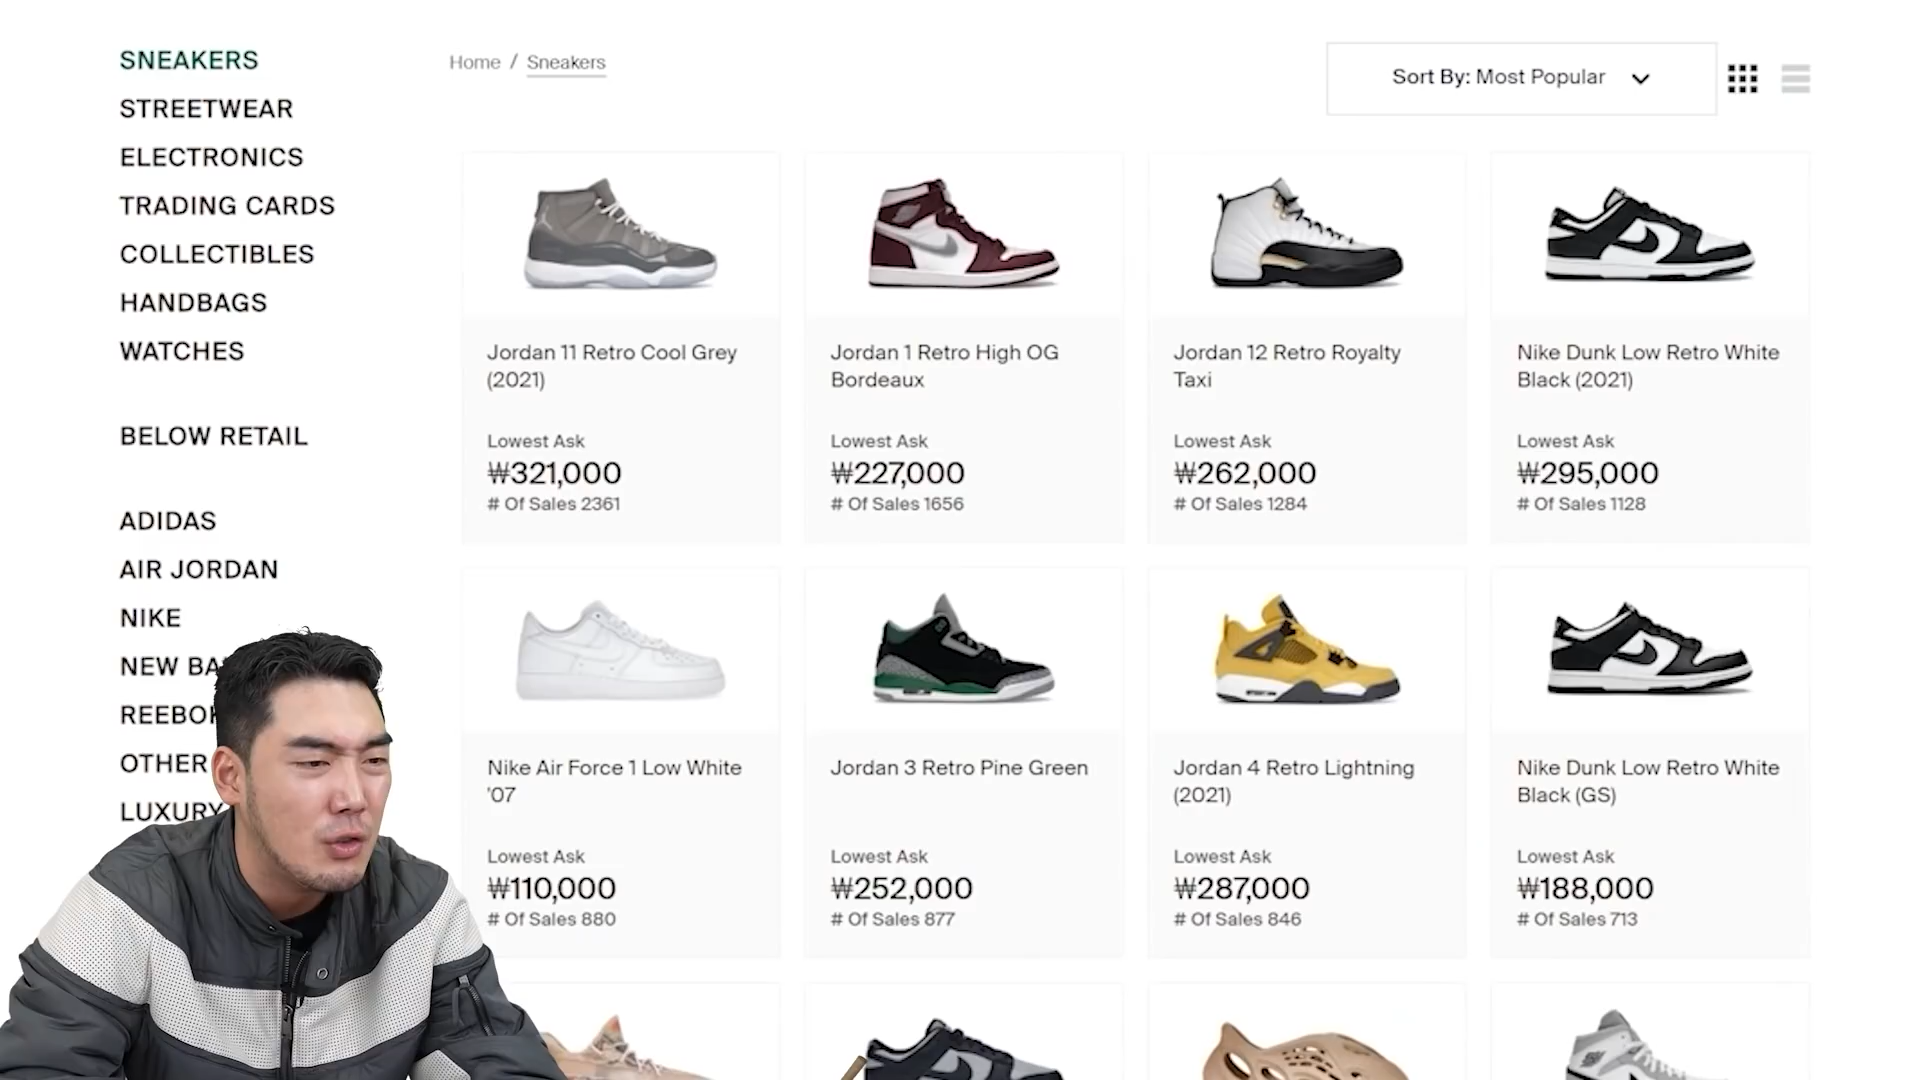 SNEAKERS
STREETWEAR
ELECTRONICS
TRADING CARDS
COLLECTIBLES
HANDBAGS
WATCHES
BELOW RETAIL
ADIDAS
AIR JORDAN
NIKE
NEW
OTHER
LUXURY
Home / Sneakers
Sort By: Most Popular
Jordan 11 Retro Cool Grey
(2021)
Lowest Ask
₩321,000
# Of Sales 2361
Jordan 1 Retro High OG
Bordeaux
Lowest Ask
₩227,000
# Of Sales 1656
Jordan 12 Retro Royalty
Taxi
Lowest Ask
₩262,000
# Of Sales 1284
Nike Dunk Low Retro White
Black (2021)
Lowest Ask
₩295,000
# Of Sales 1128
Nike Air Force 1 Low White
'07
Lowest Ask
₩110,000
# Of Sales 880
Jordan 3 Retro Pine Green
Lowest Ask
₩252,000
# Of Sales 877
Jordan 4 Retro Lightning
(2021)
Lowest Ask
₩287,000
# Of Sales 846
Nike Dunk Low Retro White
Black (GS)
Lowest Ask
₩188,000
# Of Sales 713